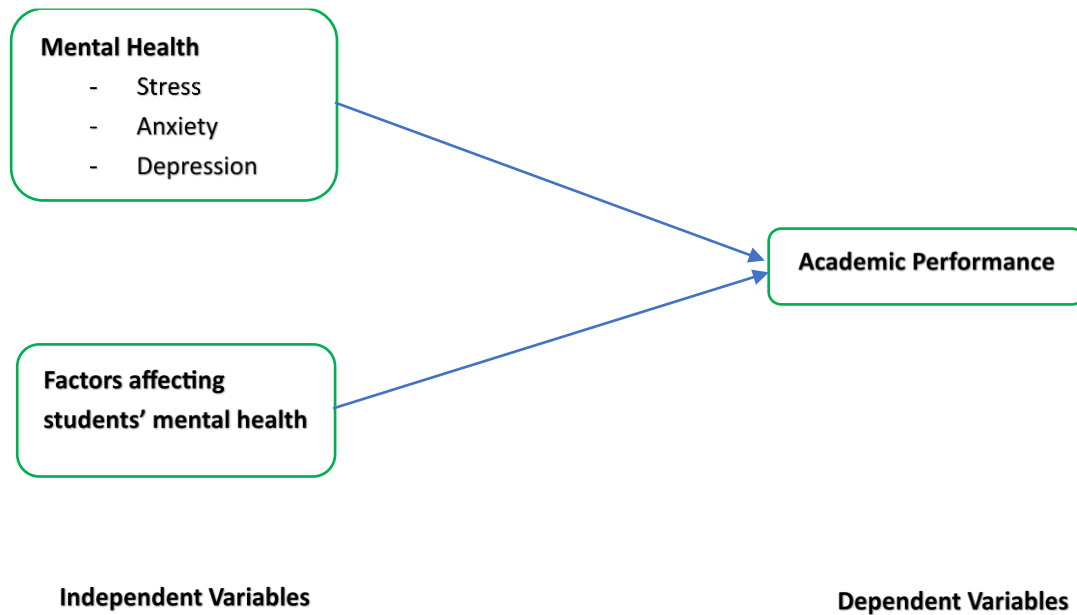 Mental Health
- Stress
- Anxiety
- Depression
Academic Performance
Factors affecting
students’ mental health
Independent Variables
Dependent Variables